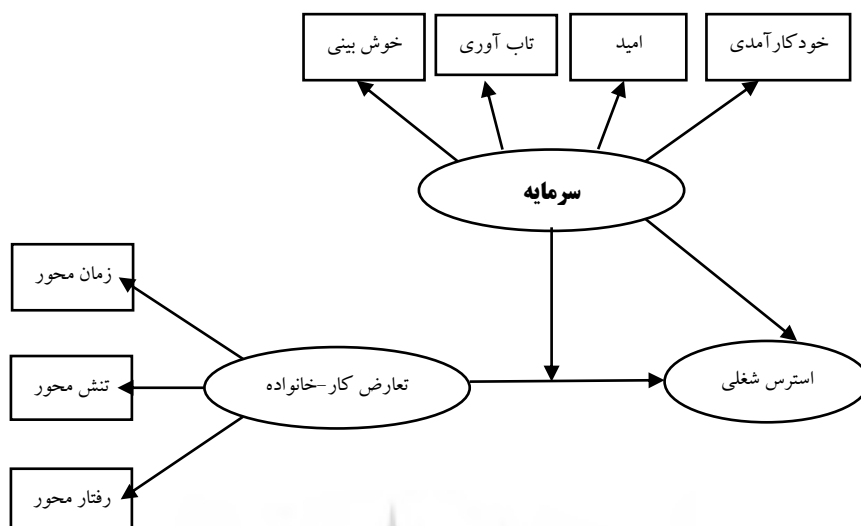 خودکارآمدی
امید
تاب آوری
خوش بینی
سرمایه
زمان محور
تعارض کار-خانواده
تنش محور
استرس شغلی
رفتار محور